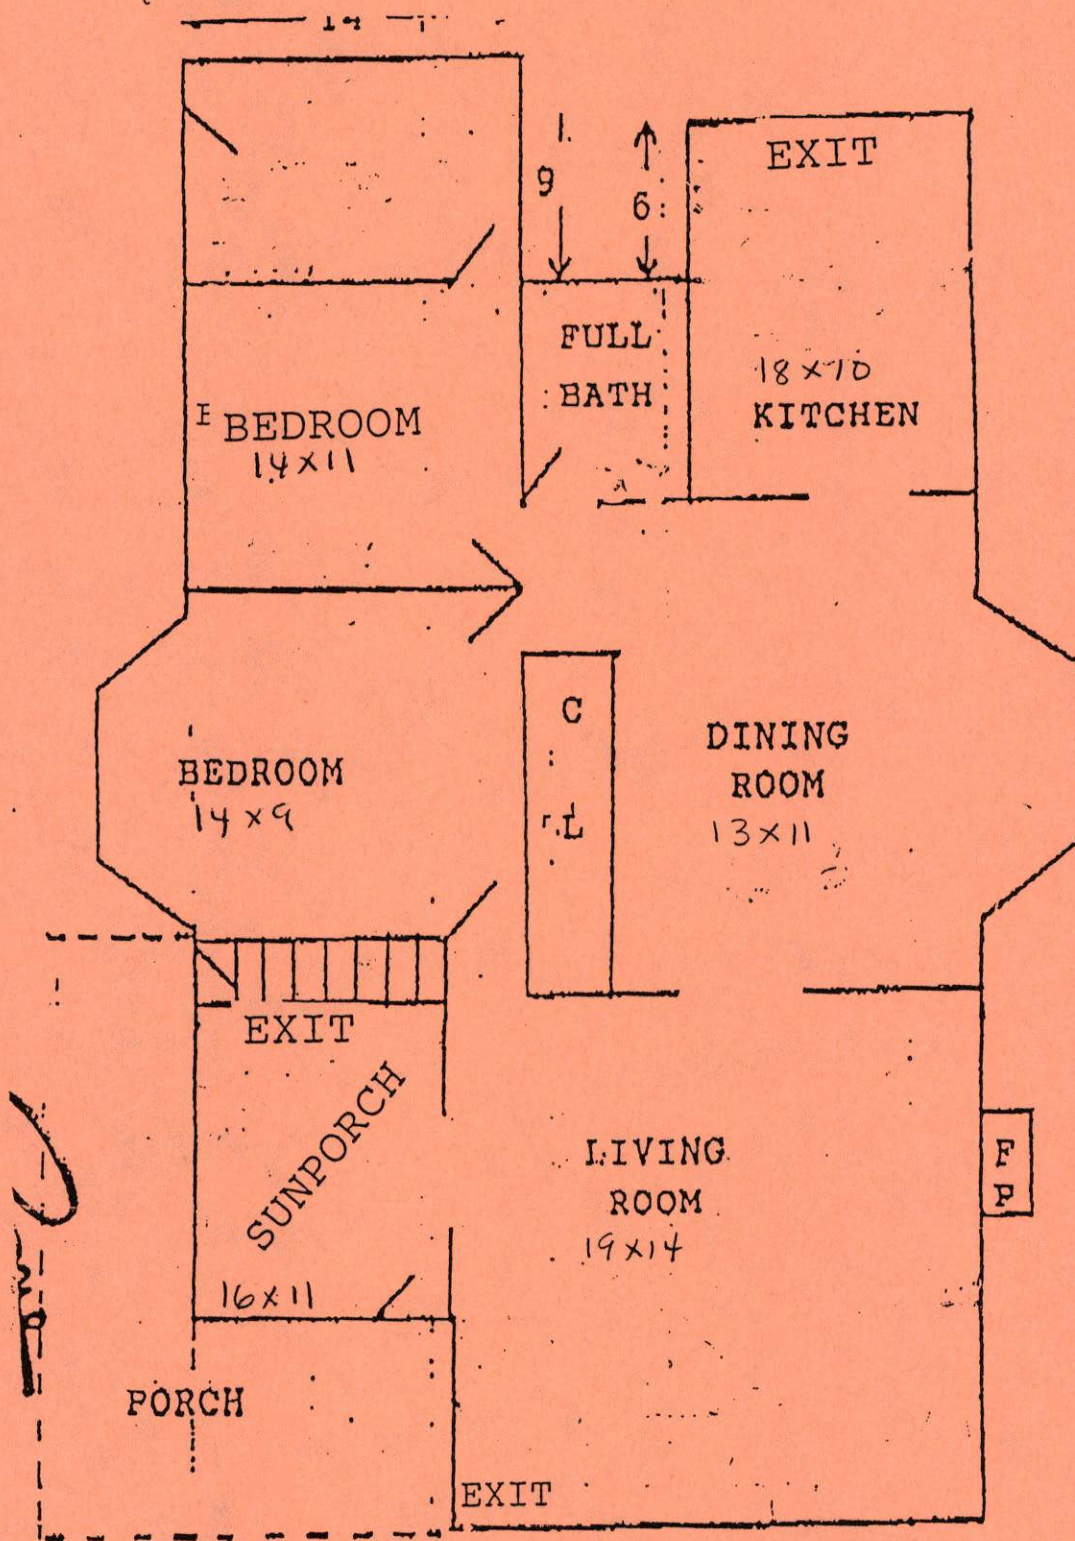 14
9
6
EXIT
FULL
BATH
18 x 10
KITCHEN
BEDROOM
14 x 11
C
L
DINING
ROOM
13 x 11
BEDROOM
14 x 9
EXIT
SUNPORCH
16 x 11
LIVING
ROOM
19 x 14
F
P
PORCH
EXIT